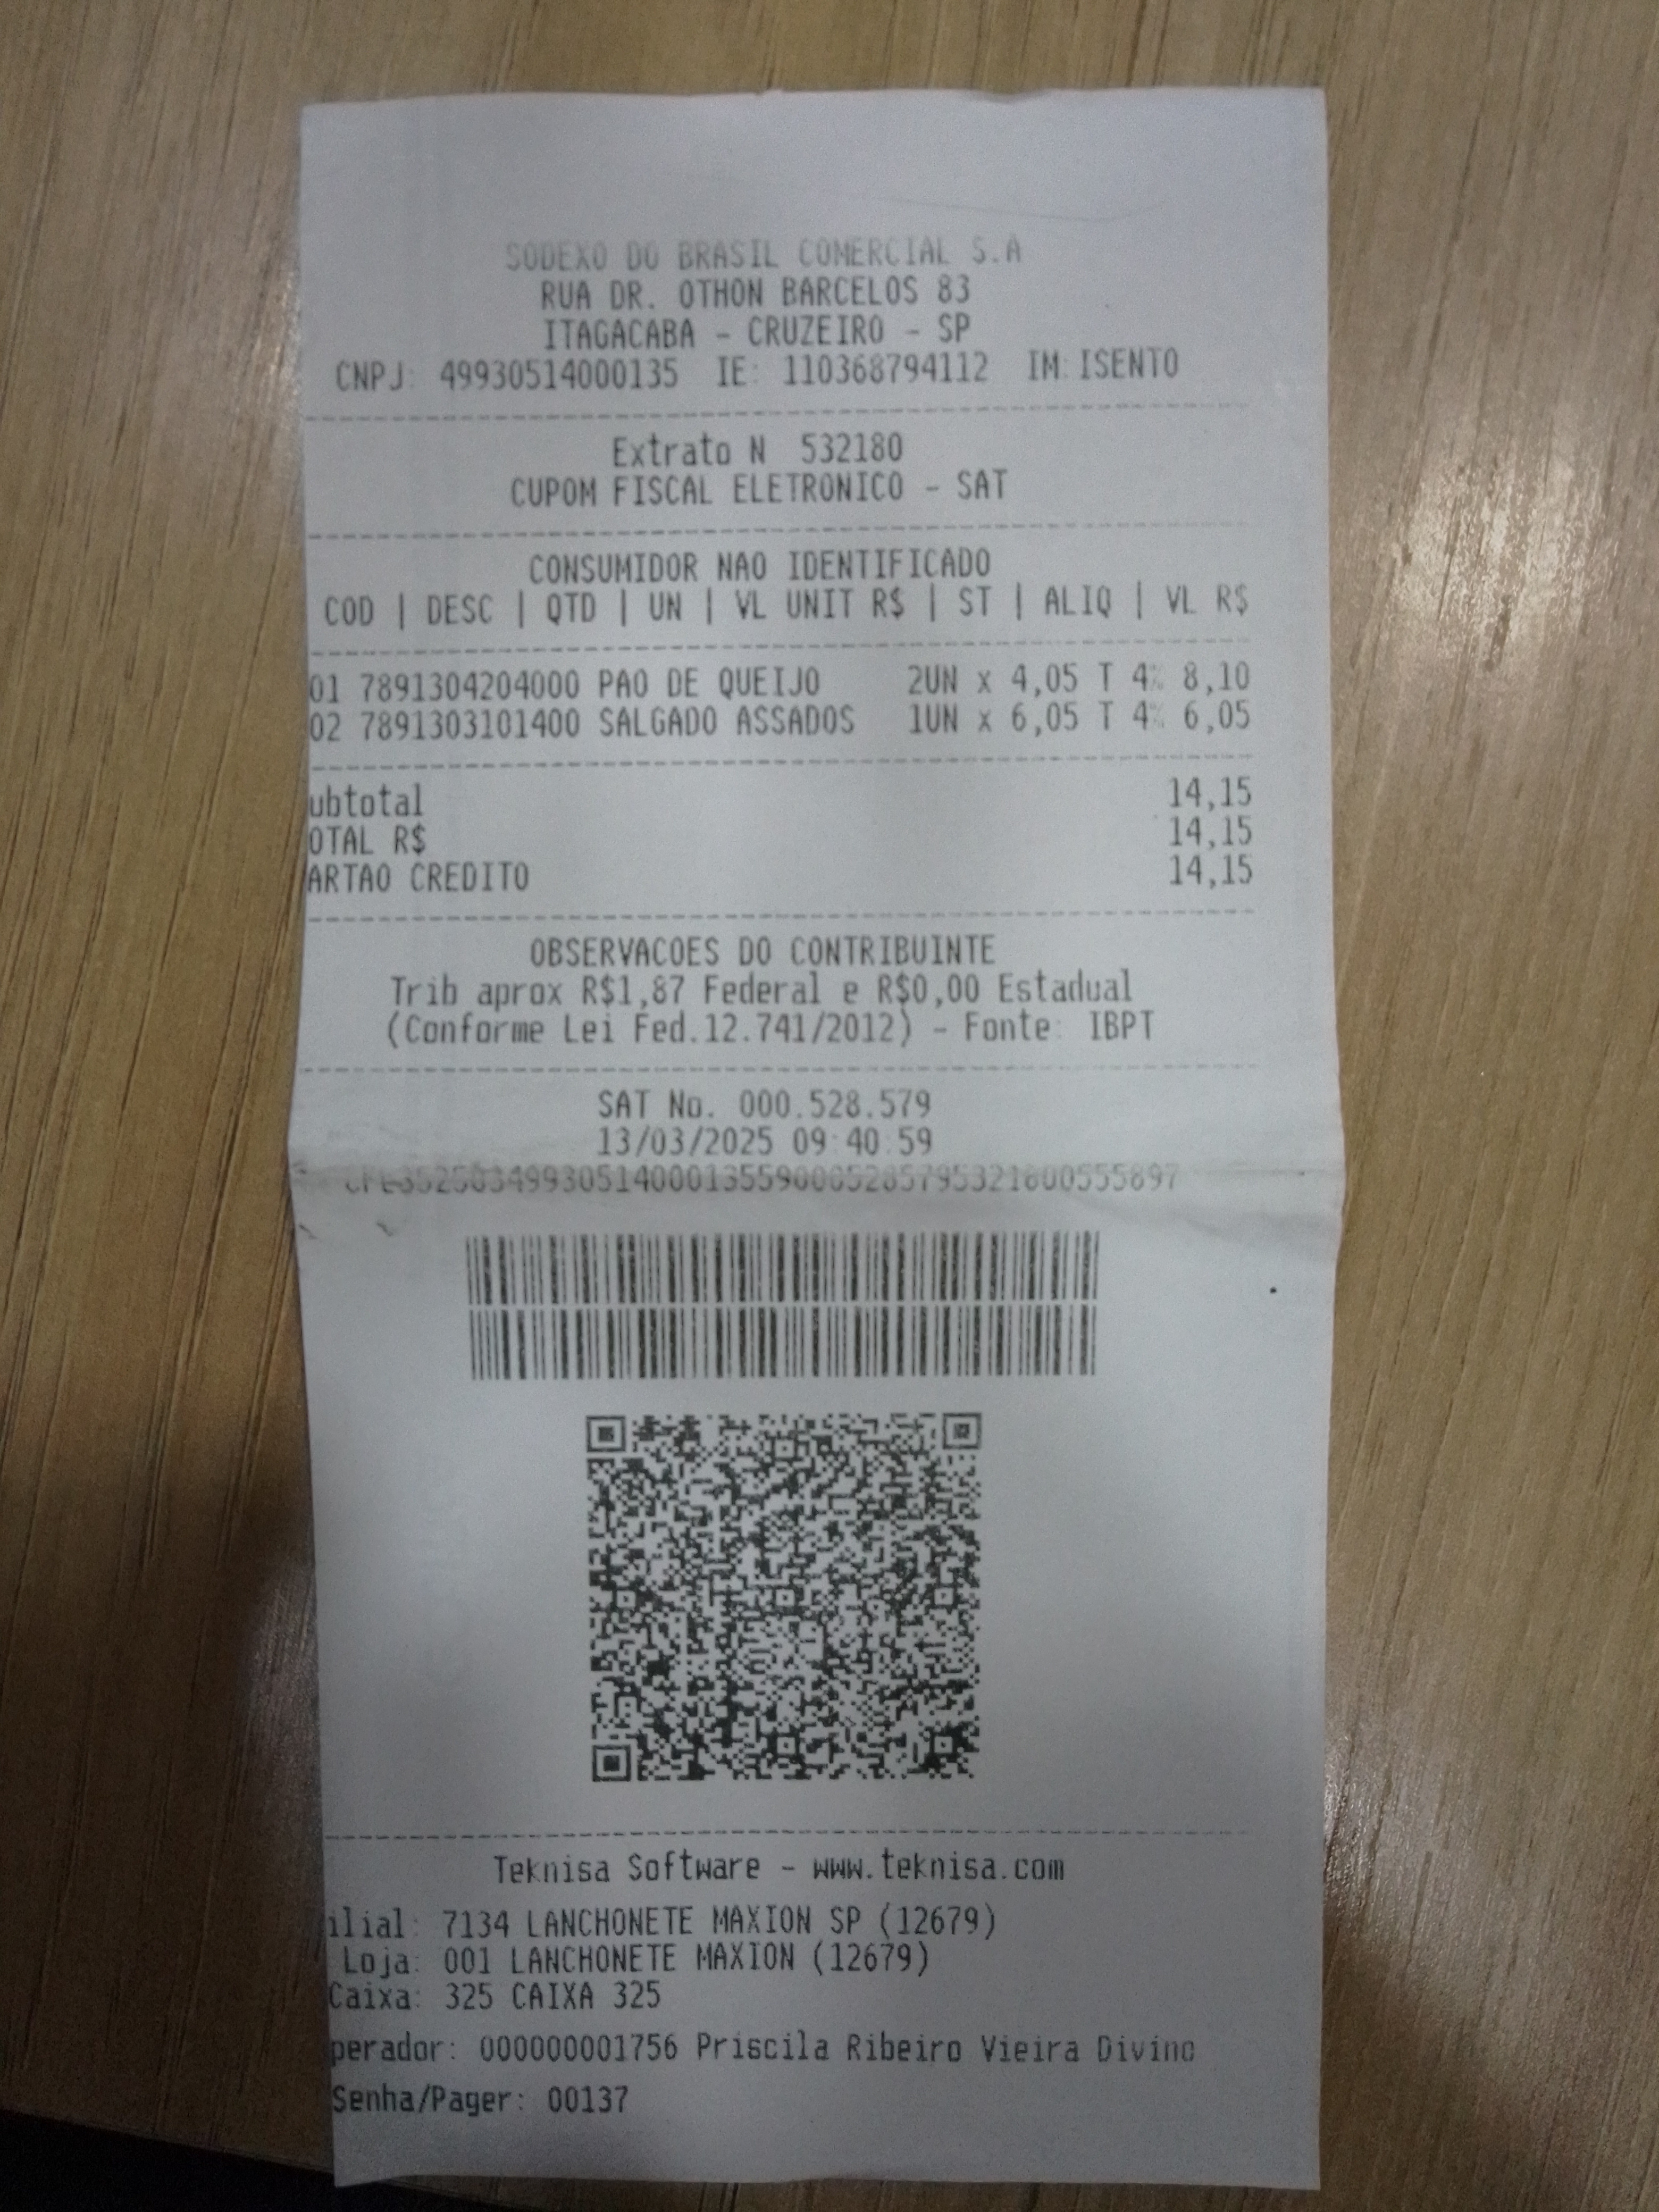 SODEXO DO BRASIL COMERCIAL S.A
RUA DR. OTHON BARCELOS 83
ITAGACABA - CRUZEIRO - SP
CNPJ: 49930514000135 IE: 110368794112 IM:ISENTO
Extrato N 532180
CUPOM FISCAL ELETRONICO - SAT
CONSUMIDOR NAO IDENTIFICADO
COD | DESC | QTD | UN | VL UNIT R$ | ST | ALIQ | VL R$
01 7891304204000 PAO DE QUEIJO 2UN x 4,05 T 4% 8,10
02 7891303101400 SALGADO ASSADOS 1UN x 6,05 T 4% 6,05
ubtotal 14,15
OTAL R$ 14,15
ARTAO CREDITO 14,15
OBSERVACOES DO CONTRIBUINTE
Trib aprox R$1,87 Federal e R$0,00 Estadual
(Conforme Lei Fed.12.741/2012) - Fonte: IBPT
SAT No. 000.528.579
13/03/2025 09:40:59
CFe35250349930514000135590005285795321800555897
Teknisa Software - www.teknisa.com
ilial: 7134 LANCHONETE MAXION SP (12679)
Loja: 001 LANCHONETE MAXION (12679)
Caixa: 325 CAIXA 325
perador: 000000001756 Priscila Ribeiro Vieira Divino
Senha/Pager: 00137